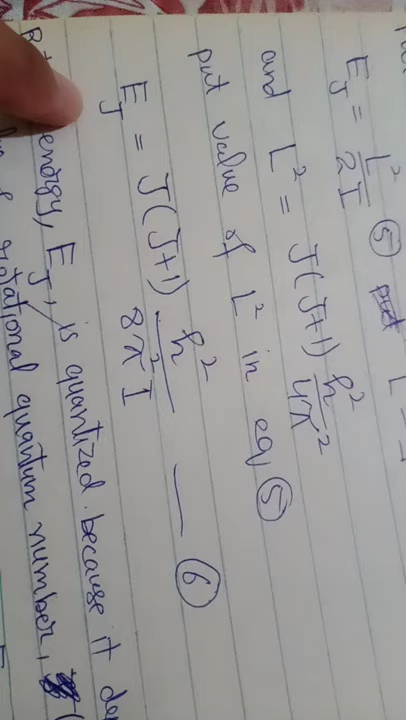 E_J = L²/2I ⑤
and L² = J(J+1) h²/4π²
put value of L² in eq ⑤
E_J = J(J+1) h²/8π²I — ⑥
energy, E_J, is quantized because it
rotational quantum number,